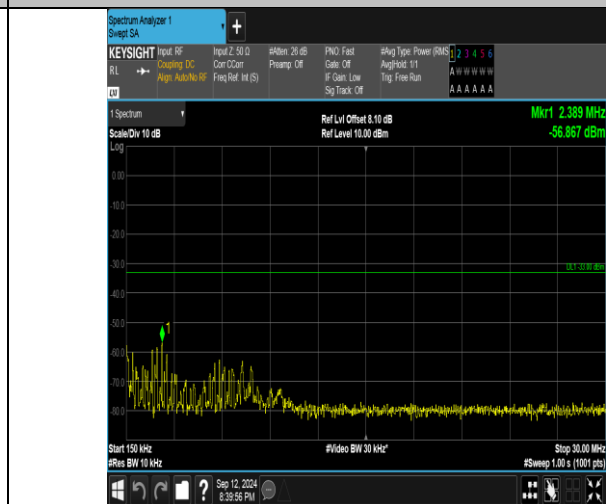 Spectrum Analyzer 1
Swept SA
+
KEYSIGHT
RL
Input: RF
Coupling: DC
Align: Auto/No RF
Input Z: 50 Ω
Corr CCorr
Freq Ref: Int (S)
#Atten: 26 dB
Preamp: Off
PNO: Fast
Gate: Off
IF Gain: Low
Sig Track: Off
#Avg Type: Power (RMS
Avg|Hold: 1/1
Trig: Free Run
1 2 3 4 5 6
A W W W W W
A A A A A A
1 Spectrum
Scale/Div 10 dB
Log
Ref Lvl Offset 8.10 dB
Ref Level 10.00 dBm
Mkr1 2.389 MHz
-56.867 dBm
0.00
-10.0
-20.0
-30.0
DL1 -33.00 dBm
-40.0
-50.0
1
-60.0
-70.0
-80.0
Start 150 kHz
#Res BW 10 kHz
#Video BW 30 kHz*
Stop 30.00 MHz
#Sweep 1.00 s (1001 pts)
?
Sep 12, 2024
8:39:56 PM